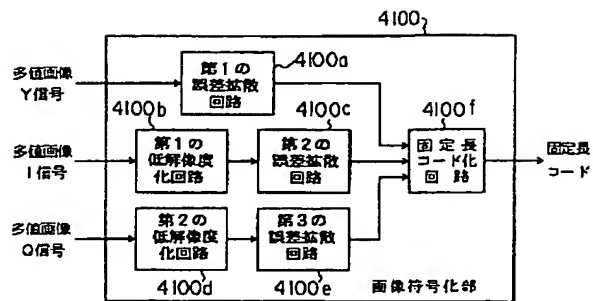 4100
多値画像
Y信号
第1の
誤差拡散
回路
4100a
4100b
4100c
4100f
多値画像
I信号
第1の
低解像度
化回路
第2の
誤差拡散
回路
固定長
コード化
回路
固定長
コード
多値画像
Q信号
第2の
低解像度
化回路
第3の
誤差拡散
回路
4100d
4100e
画像符号化部